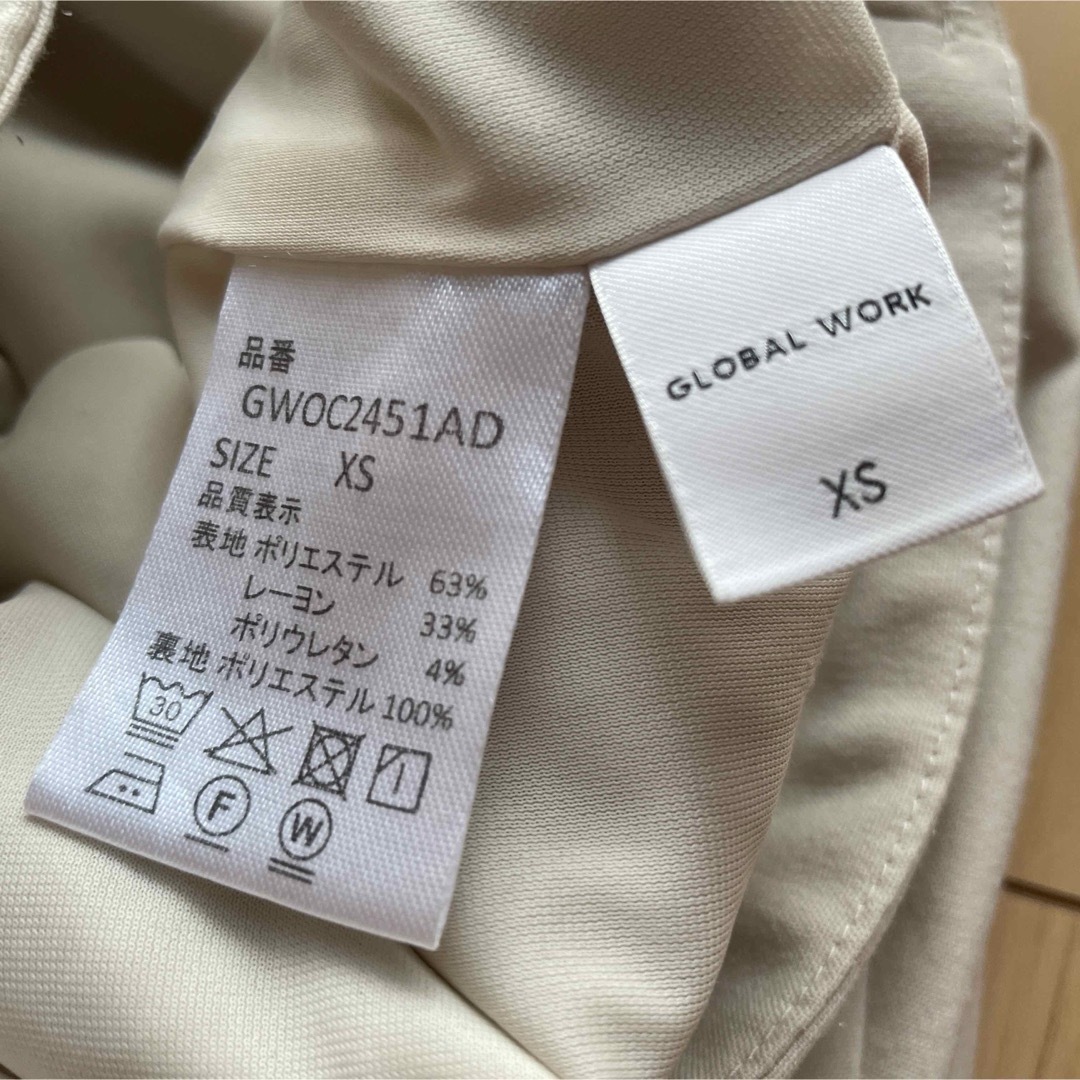 品番
GWOC2451AD
SIZE XS
品質表示
表地 ポリエステル 63%
レーヨン 33%
ポリウレタン 4%
裏地 ポリエステル 100%
30
F
W
GLOBAL WORK
XS